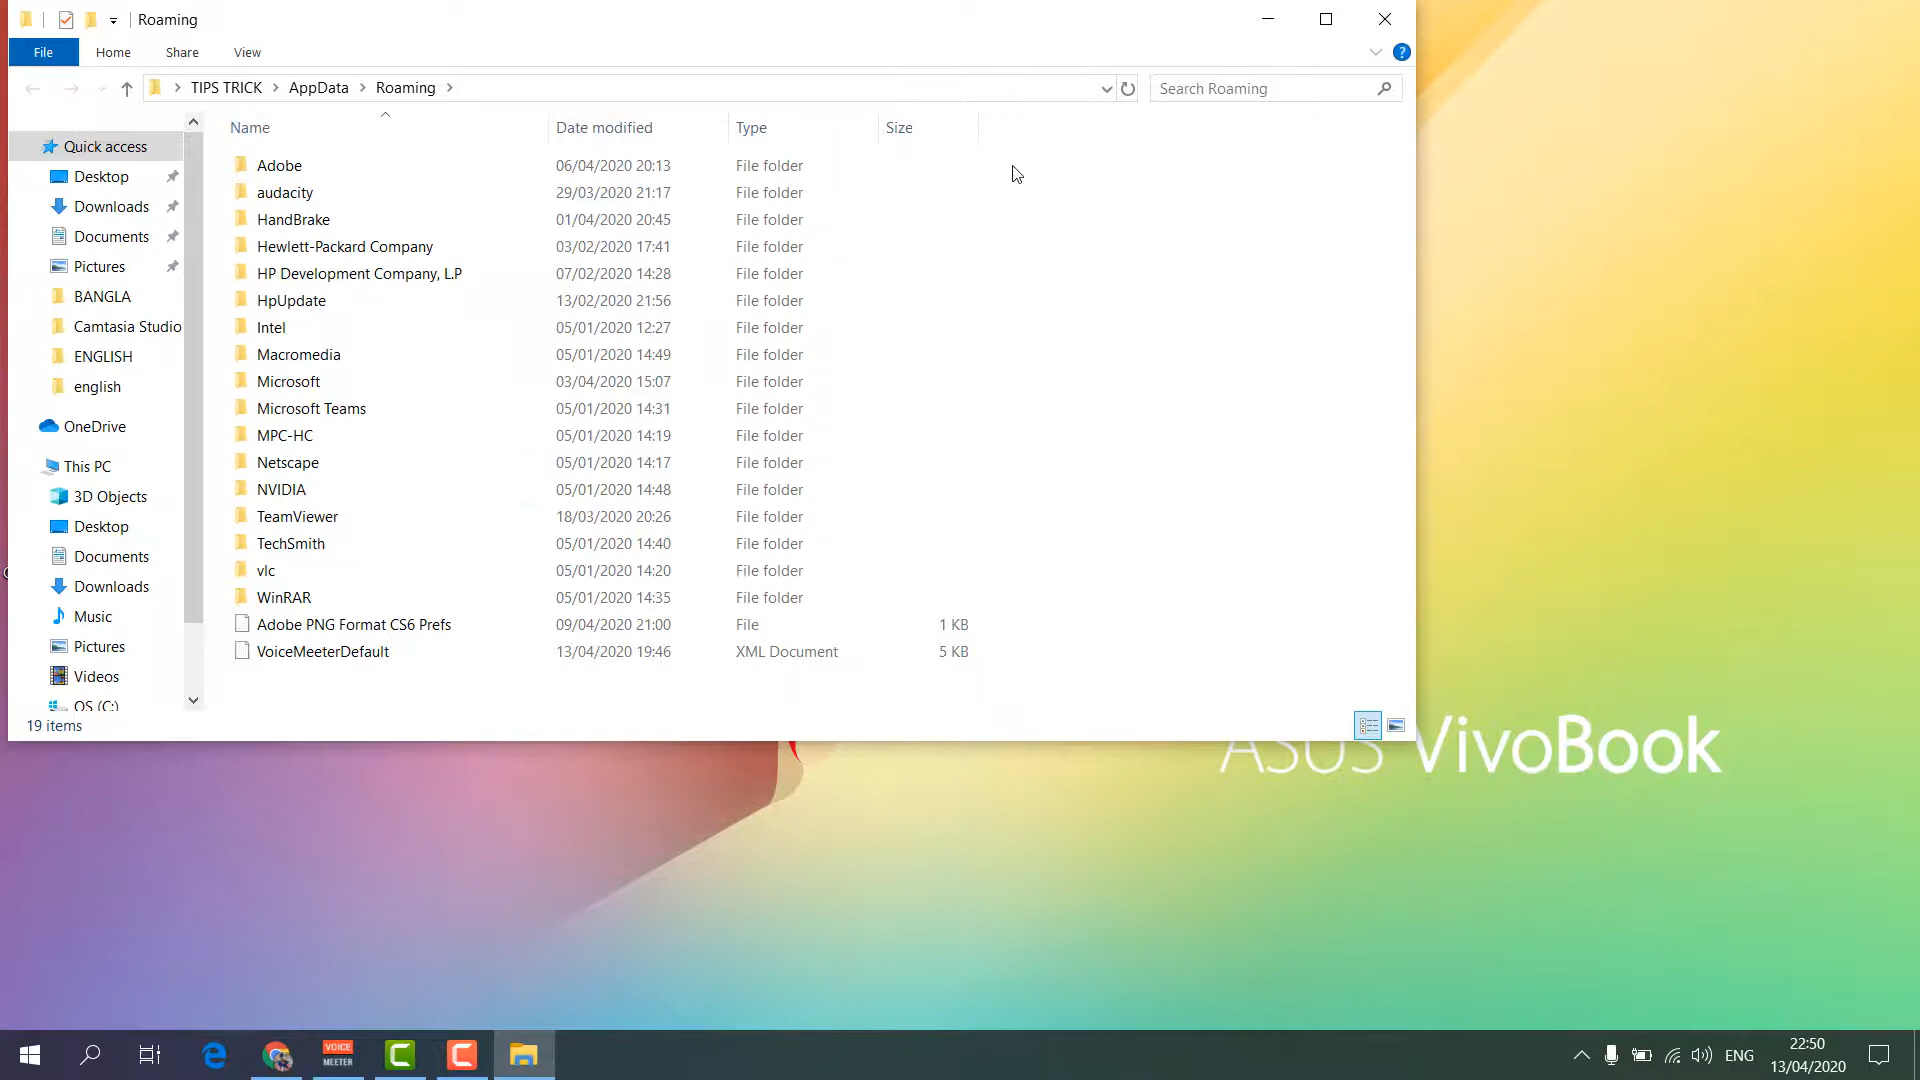 Roaming
File Home Share View
TIPS TRICK AppData Roaming
Search Roaming
Name Date modified Type Size
Quick access
Desktop
Downloads
Documents
Pictures
BANGLA
Camtasia Studio
ENGLISH
english
OneDrive
This PC
3D Objects
Desktop
Documents
Downloads
Music
Pictures
Videos
OS (C:)
Adobe 06/04/2020 20:13 File folder
audacity 29/03/2020 21:17 File folder
HandBrake 01/04/2020 20:45 File folder
Hewlett-Packard Company 03/02/2020 17:41 File folder
HP Development Company, L.P 07/02/2020 14:28 File folder
HpUpdate 13/02/2020 21:56 File folder
Intel 05/01/2020 12:27 File folder
Macromedia 05/01/2020 14:49 File folder
Microsoft 03/04/2020 15:07 File folder
Microsoft Teams 05/01/2020 14:31 File folder
MPC-HC 05/01/2020 14:19 File folder
Netscape 05/01/2020 14:17 File folder
NVIDIA 05/01/2020 14:48 File folder
TeamViewer 18/03/2020 20:26 File folder
TechSmith 05/01/2020 14:40 File folder
vlc 05/01/2020 14:20 File folder
WinRAR 05/01/2020 14:35 File folder
Adobe PNG Format CS6 Prefs 09/04/2020 21:00 File 1 KB
VoiceMeeterDefault 13/04/2020 19:46 XML Document 5 KB
19 items
ASUS VivoBook
VOICE
MEETER
ENG
22:50
13/04/2020